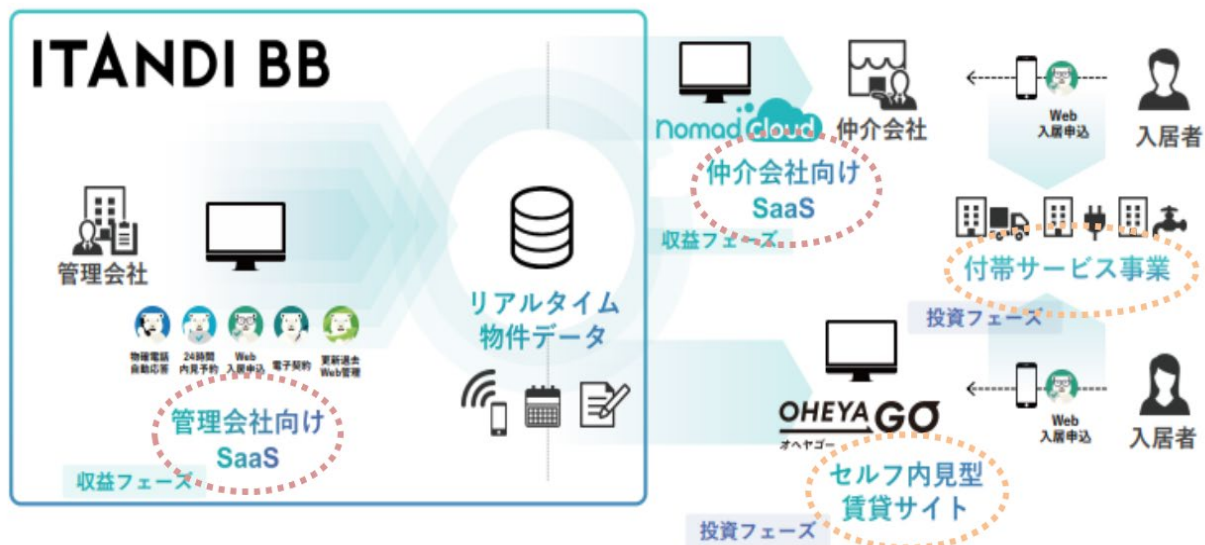 ITANDI BB
管理会社
物確電話
自動応答
24時間
内見予約
Web
入居申込
電子契約
更新退去
Web管理
管理会社向け
SaaS
収益フェーズ
リアルタイム
物件データ
nomad cloud
仲介会社
仲介会社向け
SaaS
収益フェーズ
Web
入居申込
入居者
付帯サービス事業
投資フェーズ
OHEYAGO
オヘヤゴー
セルフ内見型
賃貸サイト
投資フェーズ
Web
入居申込
入居者